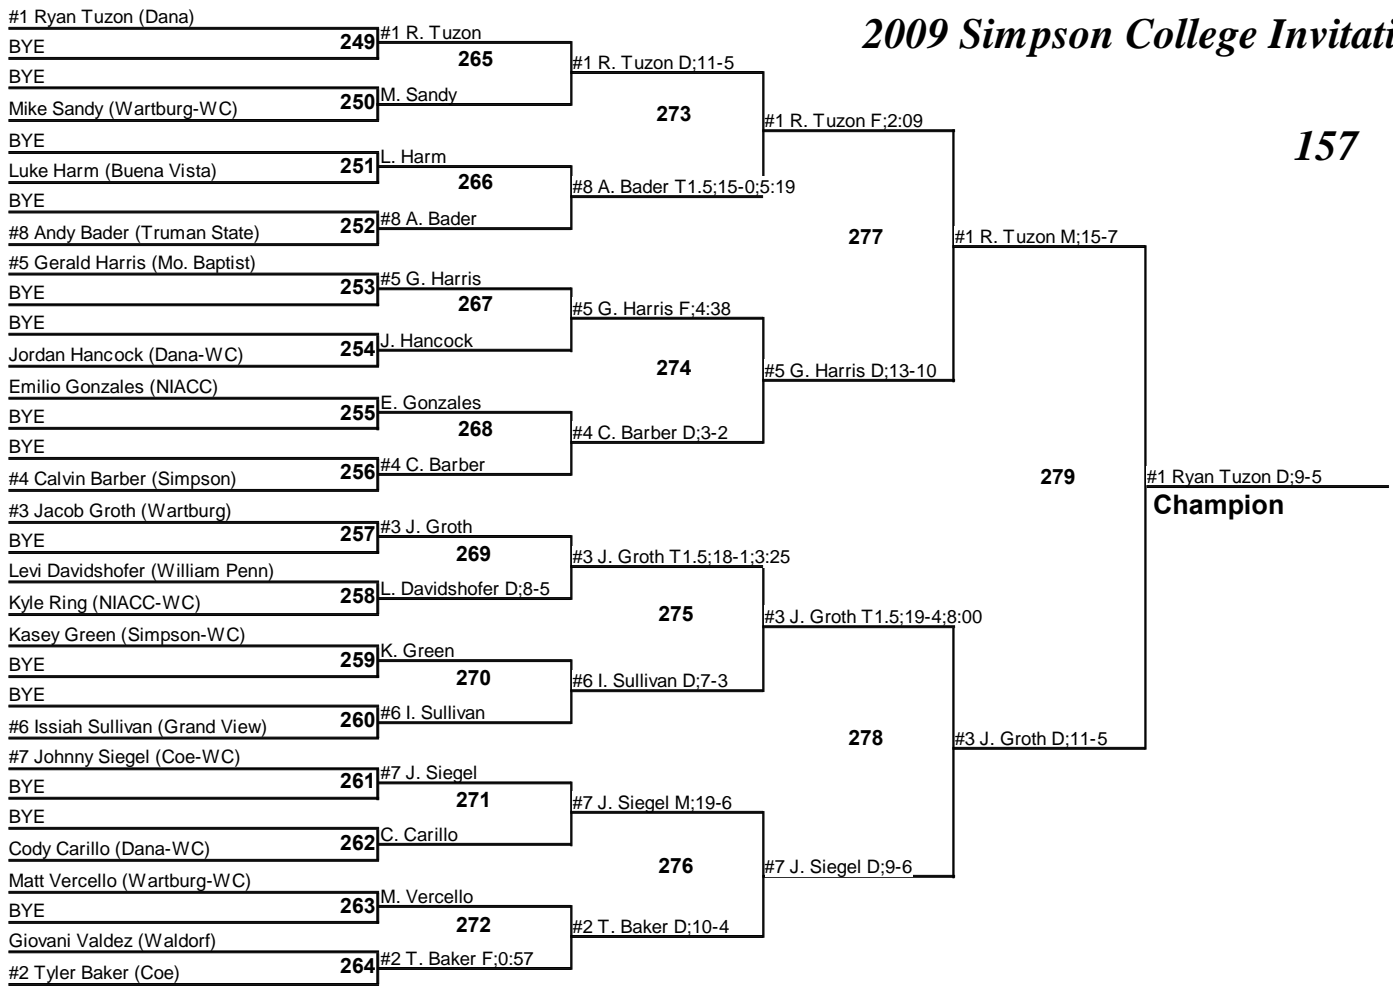 2009 Simpson College Invitati
157
#1 Ryan Tuzon (Dana)
BYE
BYE
Mike Sandy (Wartburg-WC)
BYE
Luke Harm (Buena Vista)
BYE
#8 Andy Bader (Truman State)
#5 Gerald Harris (Mo. Baptist)
BYE
BYE
Jordan Hancock (Dana-WC)
Emilio Gonzales (NIACC)
BYE
BYE
#4 Calvin Barber (Simpson)
#3 Jacob Groth (Wartburg)
BYE
Levi Davidshofer (William Penn)
Kyle Ring (NIACC-WC)
Kasey Green (Simpson-WC)
BYE
BYE
#6 Issiah Sullivan (Grand View)
#7 Johnny Siegel (Coe-WC)
BYE
BYE
Cody Carillo (Dana-WC)
Matt Vercello (Wartburg-WC)
BYE
Giovani Valdez (Waldorf)
#2 Tyler Baker (Coe)
249
250
251
252
253
254
255
256
257
258
259
260
261
262
263
264
#1 R. Tuzon
M. Sandy
L. Harm
#8 A. Bader
#5 G. Harris
J. Hancock
E. Gonzales
#4 C. Barber
#3 J. Groth
L. Davidshofer D;8-5
K. Green
#6 I. Sullivan
#7 J. Siegel
C. Carillo
M. Vercello
#2 T. Baker F;0:57
265
266
267
268
269
270
271
272
#1 R. Tuzon D;11-5
#8 A. Bader T1.5;15-0;5:19
#5 G. Harris F;4:38
#4 C. Barber D;3-2
#3 J. Groth T1.5;18-1;3:25
#6 I. Sullivan D;7-3
#7 J. Siegel M;19-6
#2 T. Baker D;10-4
273
274
275
276
#1 R. Tuzon F;2:09
#5 G. Harris D;13-10
#3 J. Groth T1.5;19-4;8:00
#7 J. Siegel D;9-6
277
278
#1 R. Tuzon M;15-7
#3 J. Groth D;11-5
279
#1 Ryan Tuzon D;9-5
Champion